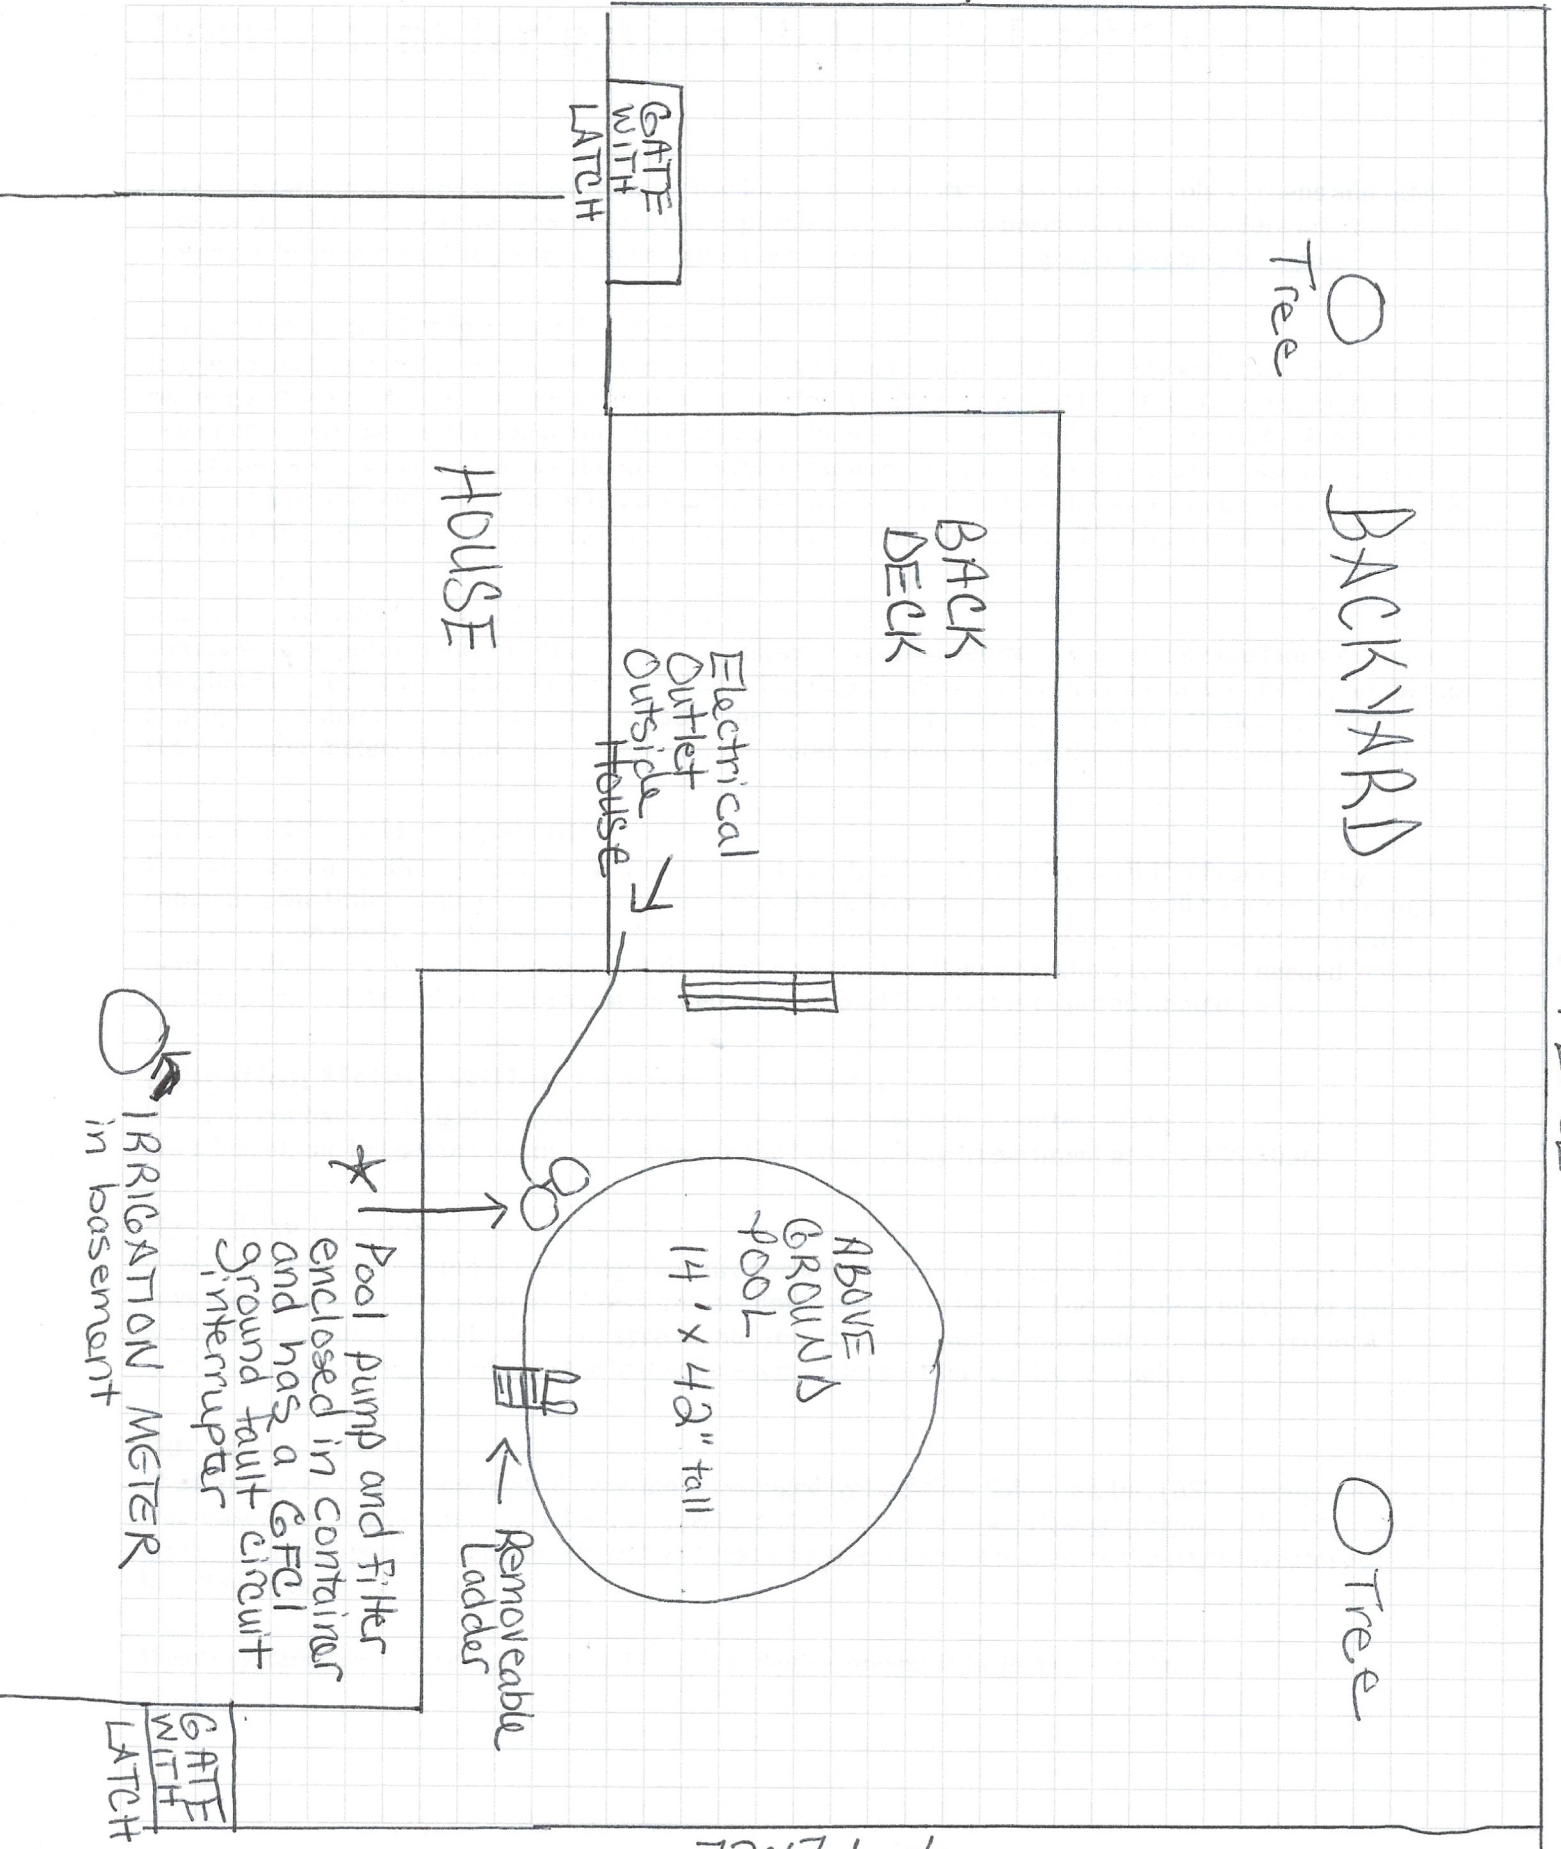 BACKYARD
Tree
Tree
BACK
DECK
Electrical
Outlet
Outside
House
GATE
WITH
LATCH
HOUSE
ABOVE
GROUND
POOL
14' x 42" tall
Removeable
Ladder
* Pool pump and filter
enclosed in container
and has a GFCI
ground fault circuit
interrupter
IRRIGATION METER
in basement
GATE
WITH
LATCH